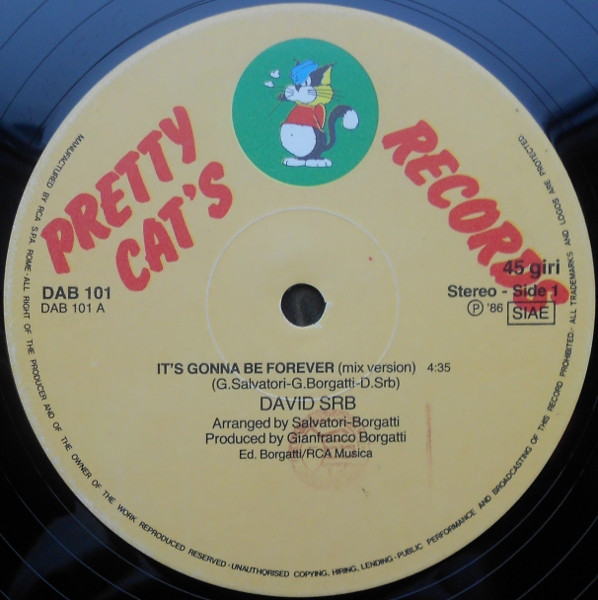 PRETTY
CAT'S
RECORDS
DAB 101
DAB 101 A
45 giri
Stereo - Side 1
Ⓟ '86 SIAE
IT'S GONNA BE FOREVER (mix version) 4:35
(G.Salvatori-G.Borgatti-D.Srb)
DAVID SRB
Arranged by Salvatori-Borgatti
Produced by Gianfranco Borgatti
Ed. Borgatti/RCA Musica
MANUFACTURED BY RCA S.P.A. ROME - ALL RIGHT OF THE PRODUCER AND OF THE OWNER OF THE WORK REPRODUCED RESERVED - UNAUTHORISED COPYING, HIRING, LENDING - PUBLIC PERFORMANCE AND BROADCASTING OF THIS RECORD PROHIBITED - ALL TRADEMARKS AND LOGOS ARE PROTECTED